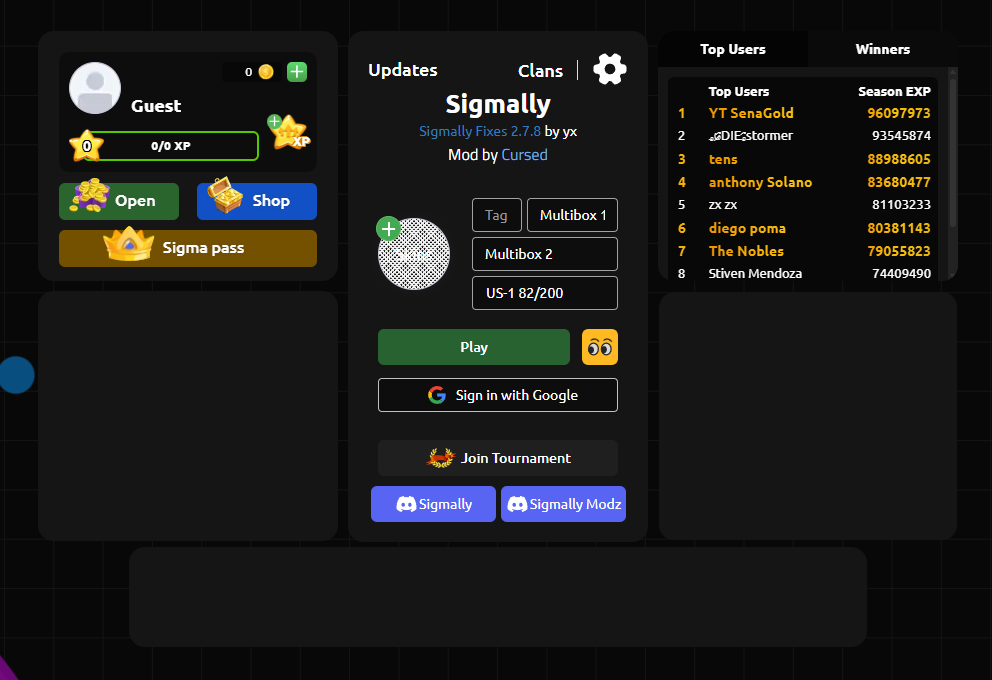 0
Guest
0
0/0 XP
XP
Open
Shop
Sigma pass
Updates
Clans
Sigmally
Sigmally Fixes 2.7.8 by yx
Mod by Cursed
Tag
Multibox 1
Multibox 2
US-1 82/200
Play
Sign in with Google
Join Tournament
Sigmally
Sigmally Modz
Top Users Winners
Top Users Season EXP
1 YT SenaGold 96097973
2 DIE stormer 93545874
3 tens 88988605
4 anthony Solano 83680477
5 zx zx 81103233
6 diego poma 80381143
7 The Nobles 79055823
8 Stiven Mendoza 74409490